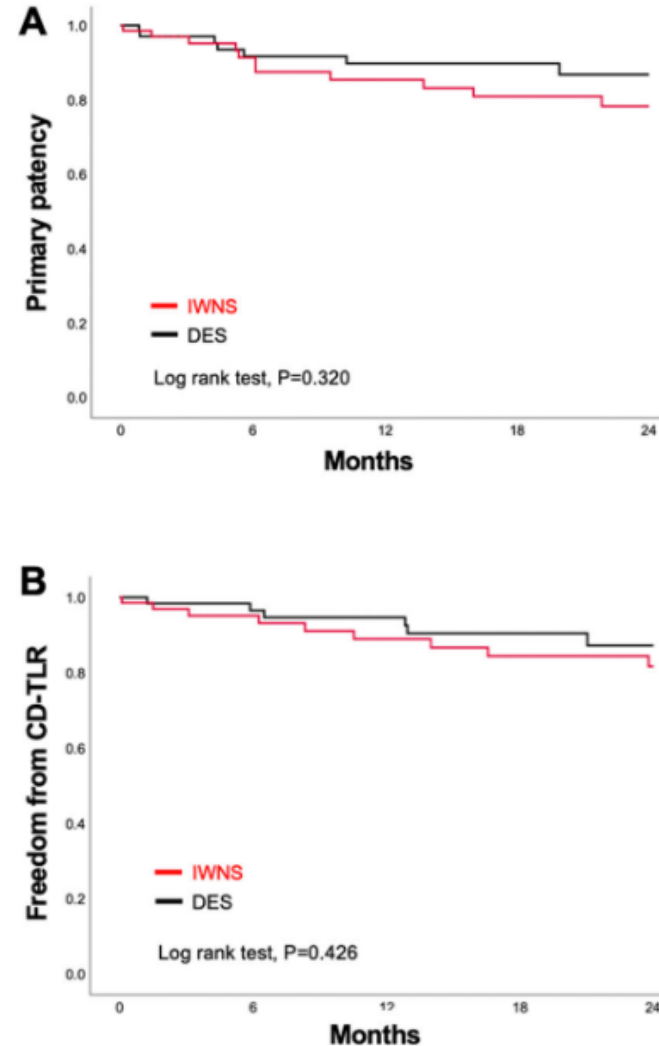 A
Primary patency
1.0
0.8
0.6
0.4
0.2
0.0
IWNS
DES
Log rank test, P=0.320
0 6 12 18 24
Months
B
Freedom from CD-TLR
1.0
0.8
0.6
0.4
0.2
0.0
IWNS
DES
Log rank test, P=0.426
0 6 12 18 24
Months